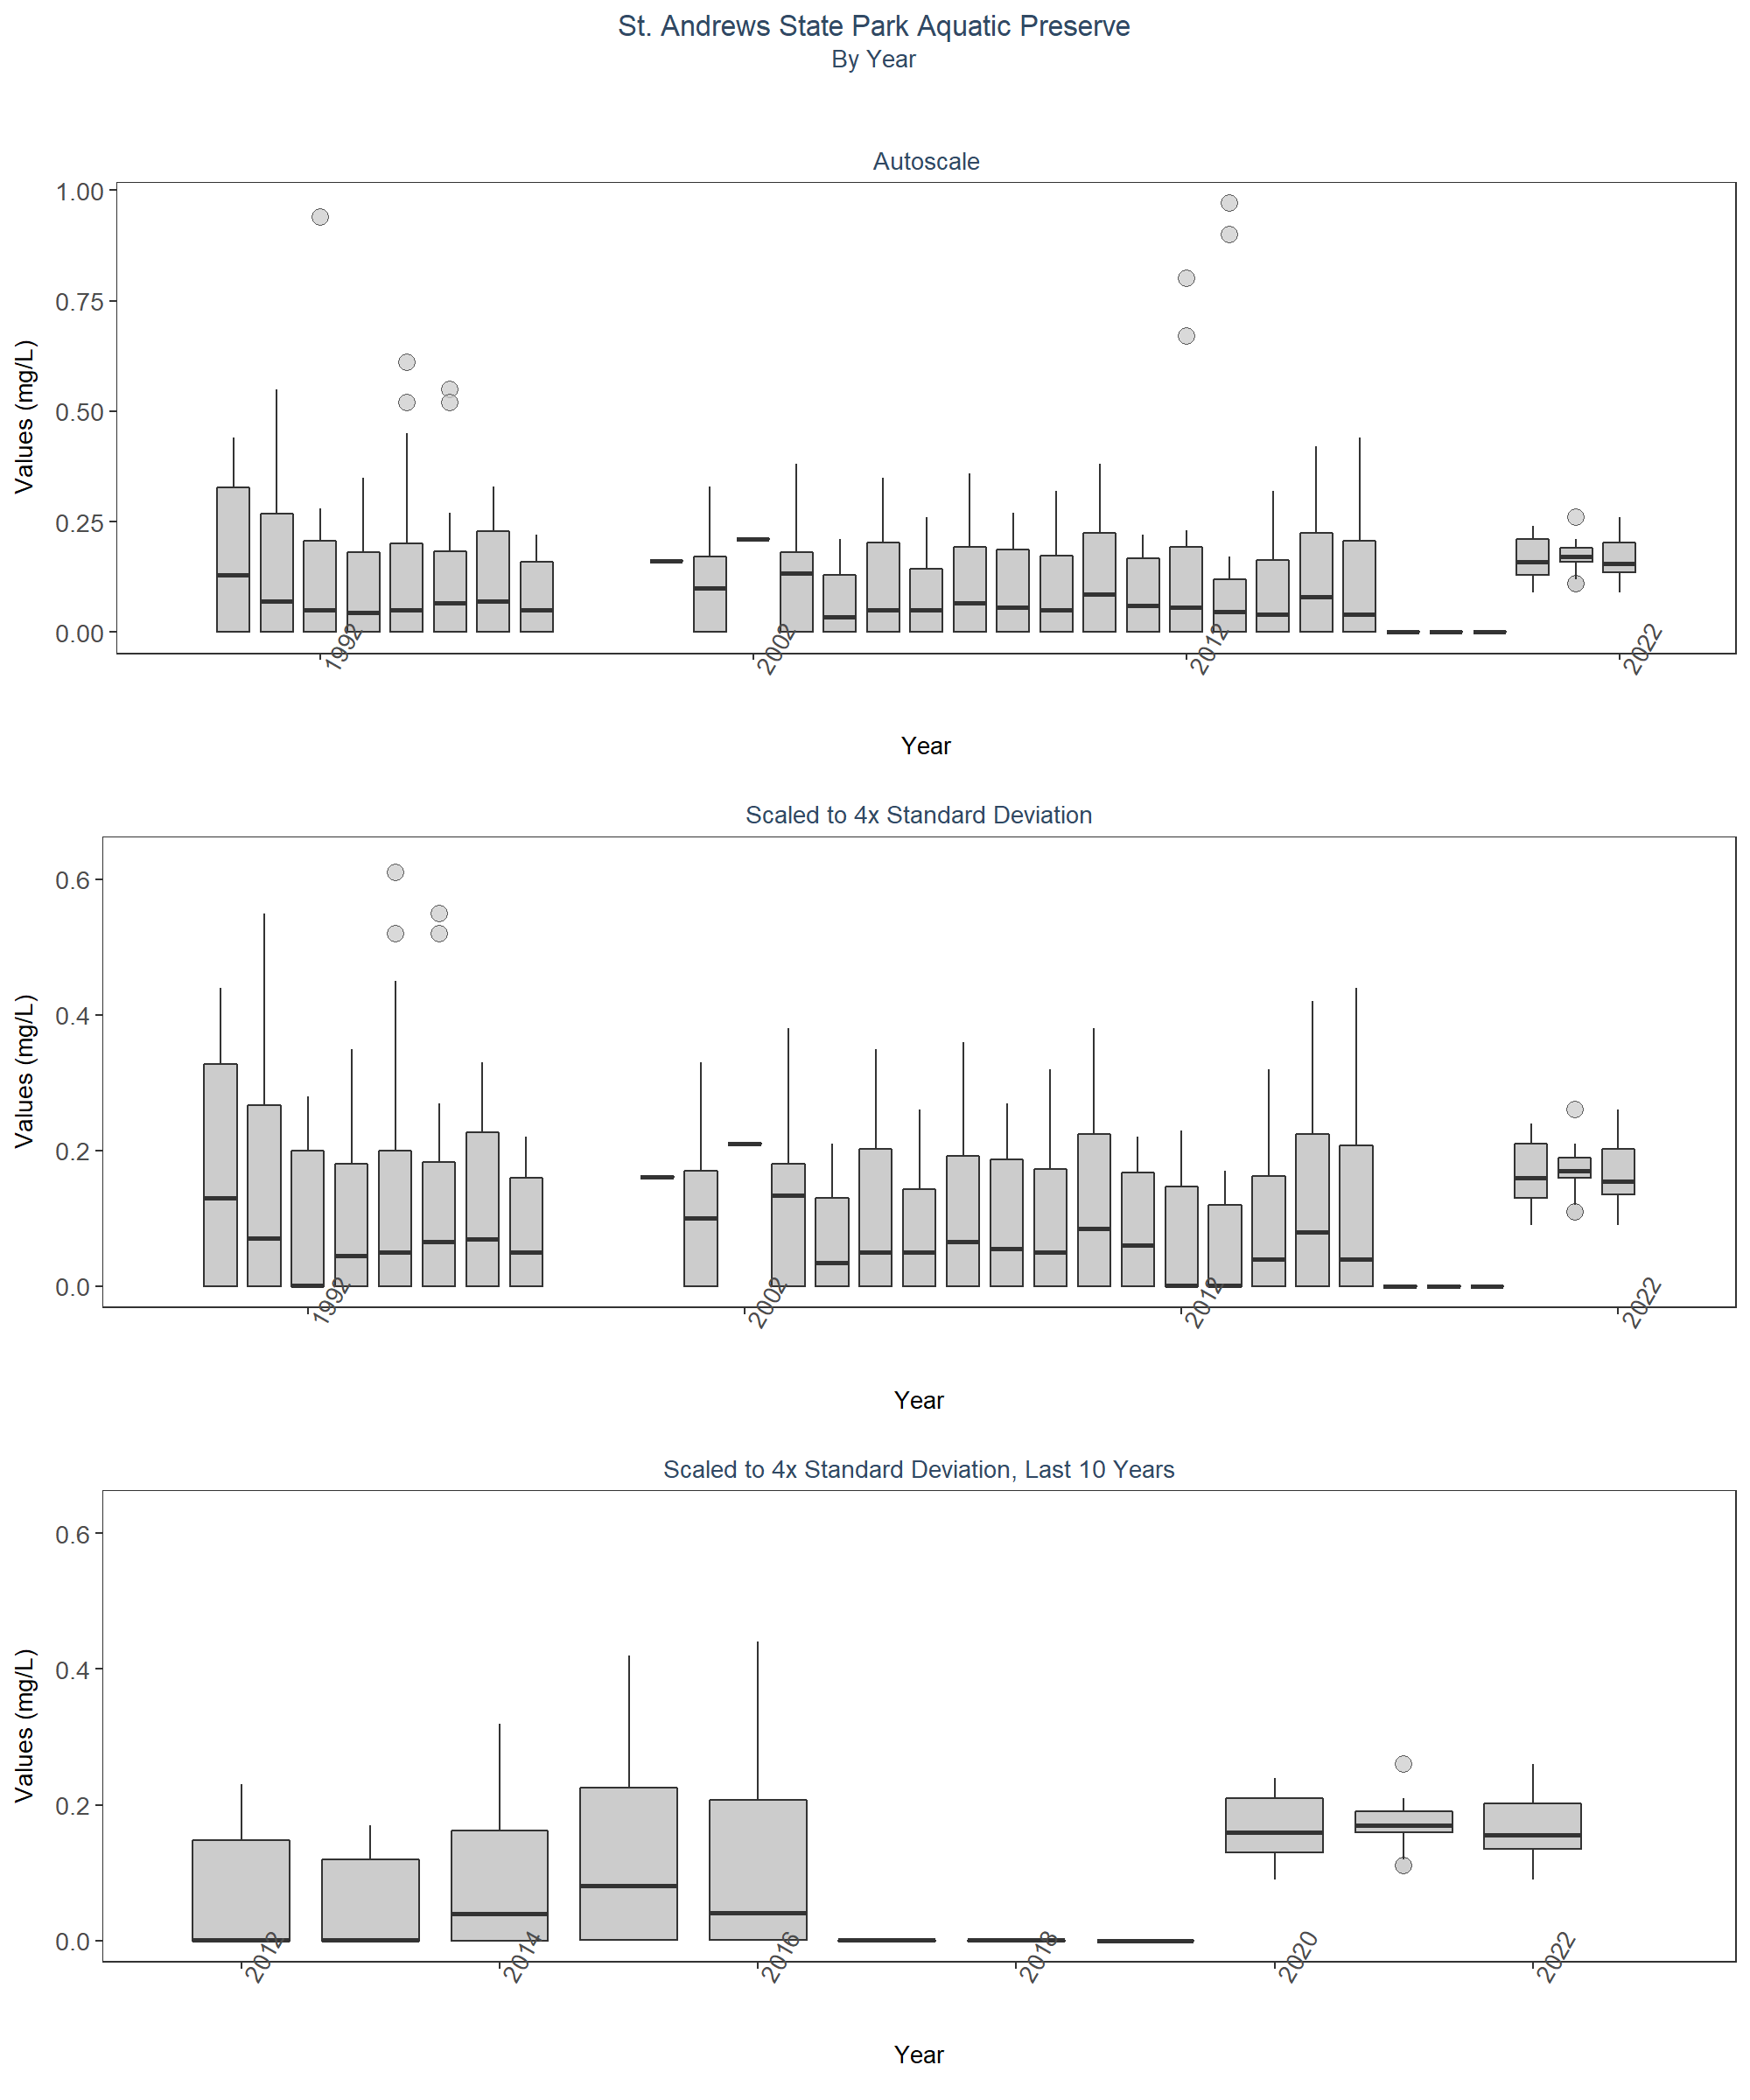 St. Andrews State Park Aquatic Preserve
By Year
Autoscale
1.00
0.75
0.50
0.25
0.00
Values (mg/L)
1992
2002
2012
2022
Year
Scaled to 4x Standard Deviation
0.6
0.4
0.2
0.0
Values (mg/L)
1992
2002
2012
2022
Year
Scaled to 4x Standard Deviation, Last 10 Years
0.6
0.4
0.2
0.0
Values (mg/L)
2012
2014
2016
2018
2020
2022
Year